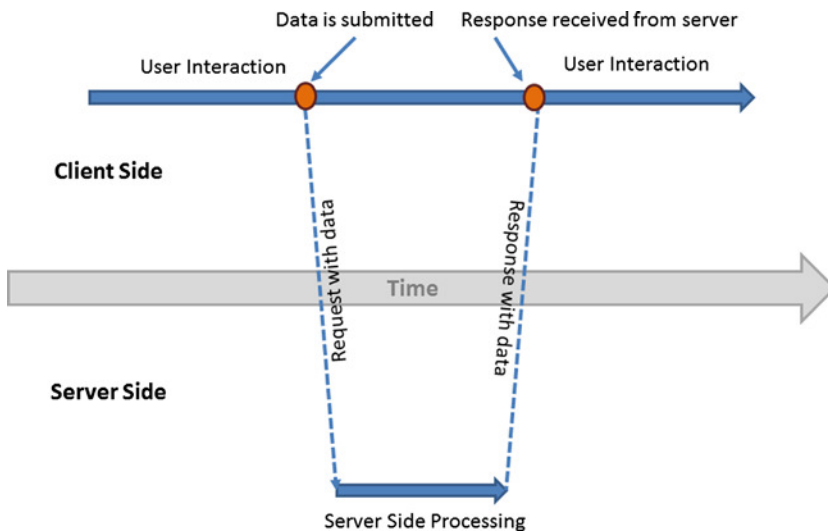 Data is submitted
Response received from server
User Interaction
User Interaction
Client Side
Request with data
Response with data
Time
Server Side
Server Side Processing